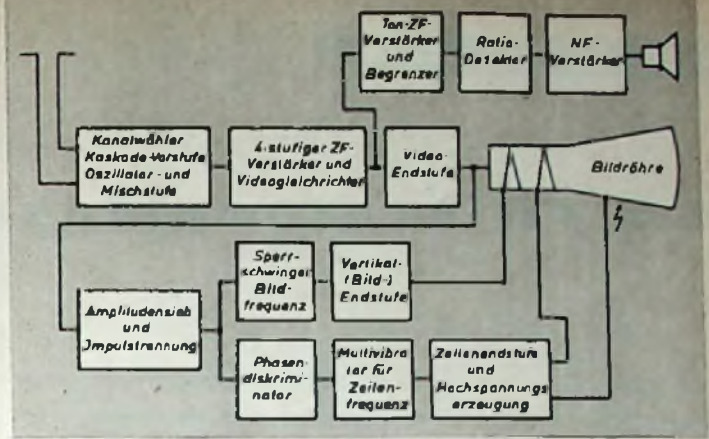 Ton-ZF-
Verstärker
und
Begrenzer
Ratio-
Detektor
NF-
Verstärker
Kanalwähler
Kaskode-Vorstufe
Oszillator- und
Mischstufe
4-stufiger ZF-
Verstärker und
Videogleichrichter
Video-
Endstufe
Bildröhre
Sperr-
schwinger
Bild-
frequenz
Vertikal-
(Bild-)
Endstufe
Amplitudensieb
und
Impulstrennung
Phasen-
diskrimi-
nator
Multivibra-
tor für
Zeilen-
frequenz
Zeilenendstufe
und
Hochspannungs
erzeugung